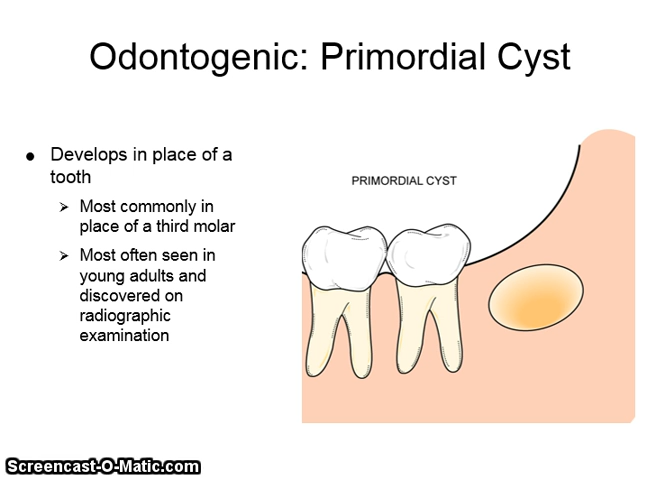 Odontogenic: Primordial Cyst
● Develops in place of a
tooth
➢ Most commonly in
place of a third molar
➢ Most often seen in
young adults and
discovered on
radiographic
examination
PRIMORDIAL CYST
Screencast-O-Matic.com